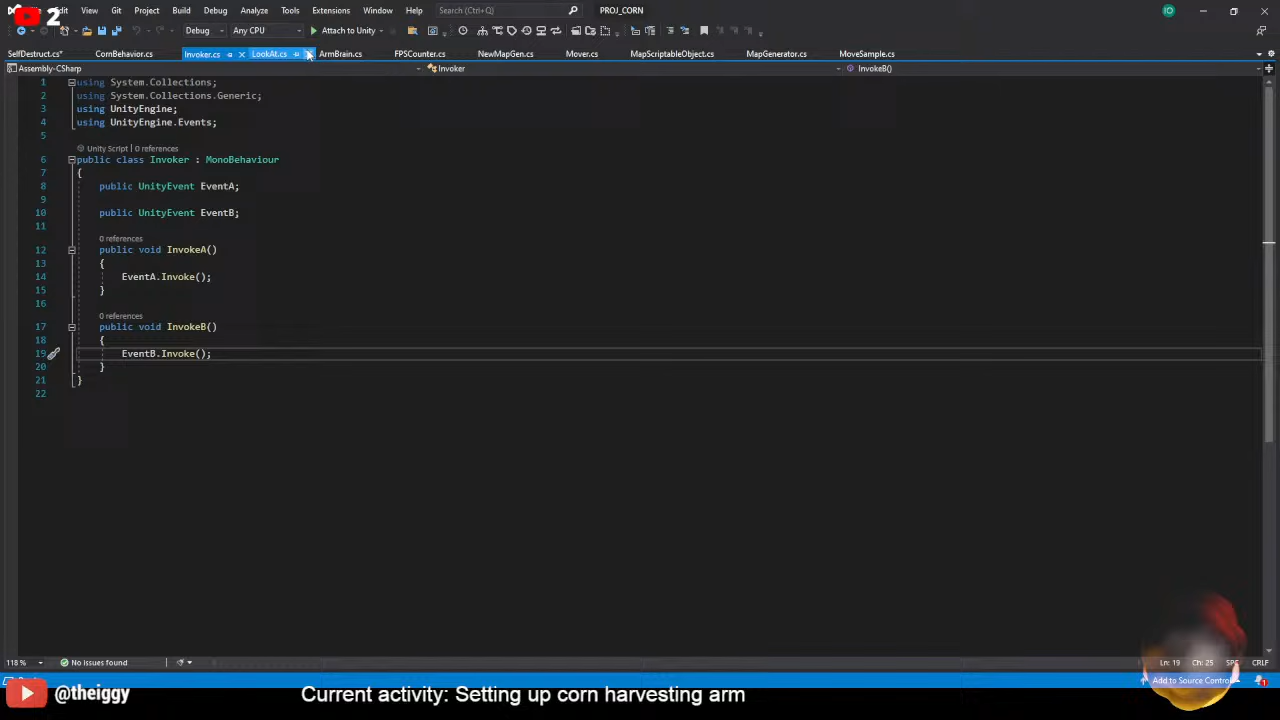 2
Edit View Git Project Build Debug Test Analyze Tools Extensions Window Help Search (Ctrl+Q) PROJ_CORN IO
Debug Any CPU Attach to Unity
SelfDestruct.cs* CornBehavior.cs Invoker.cs LookAt.cs ArmBrain.cs FPSCounter.cs NewMapGen.cs Mover.cs MapScriptableObject.cs MapGenerator.cs MoveSample.cs
Assembly-CSharp Invoker InvokeB()
1 using System.Collections;
2 using System.Collections.Generic;
3 using UnityEngine;
4 using UnityEngine.Events;
5
Unity Script | 0 references
6 public class Invoker : MonoBehaviour
7 {
8 public UnityEvent EventA;
9
10 public UnityEvent EventB;
11
0 references
12 public void InvokeA()
13 {
14 EventA.Invoke();
15 }
16
0 references
17 public void InvokeB()
18 {
19 EventB.Invoke();
20 }
21 }
22
118 % No issues found Ln: 19 Ch: 25 SPC CRLF
Add to Source Control 1
@theiggy Current activity: Setting up corn harvesting arm